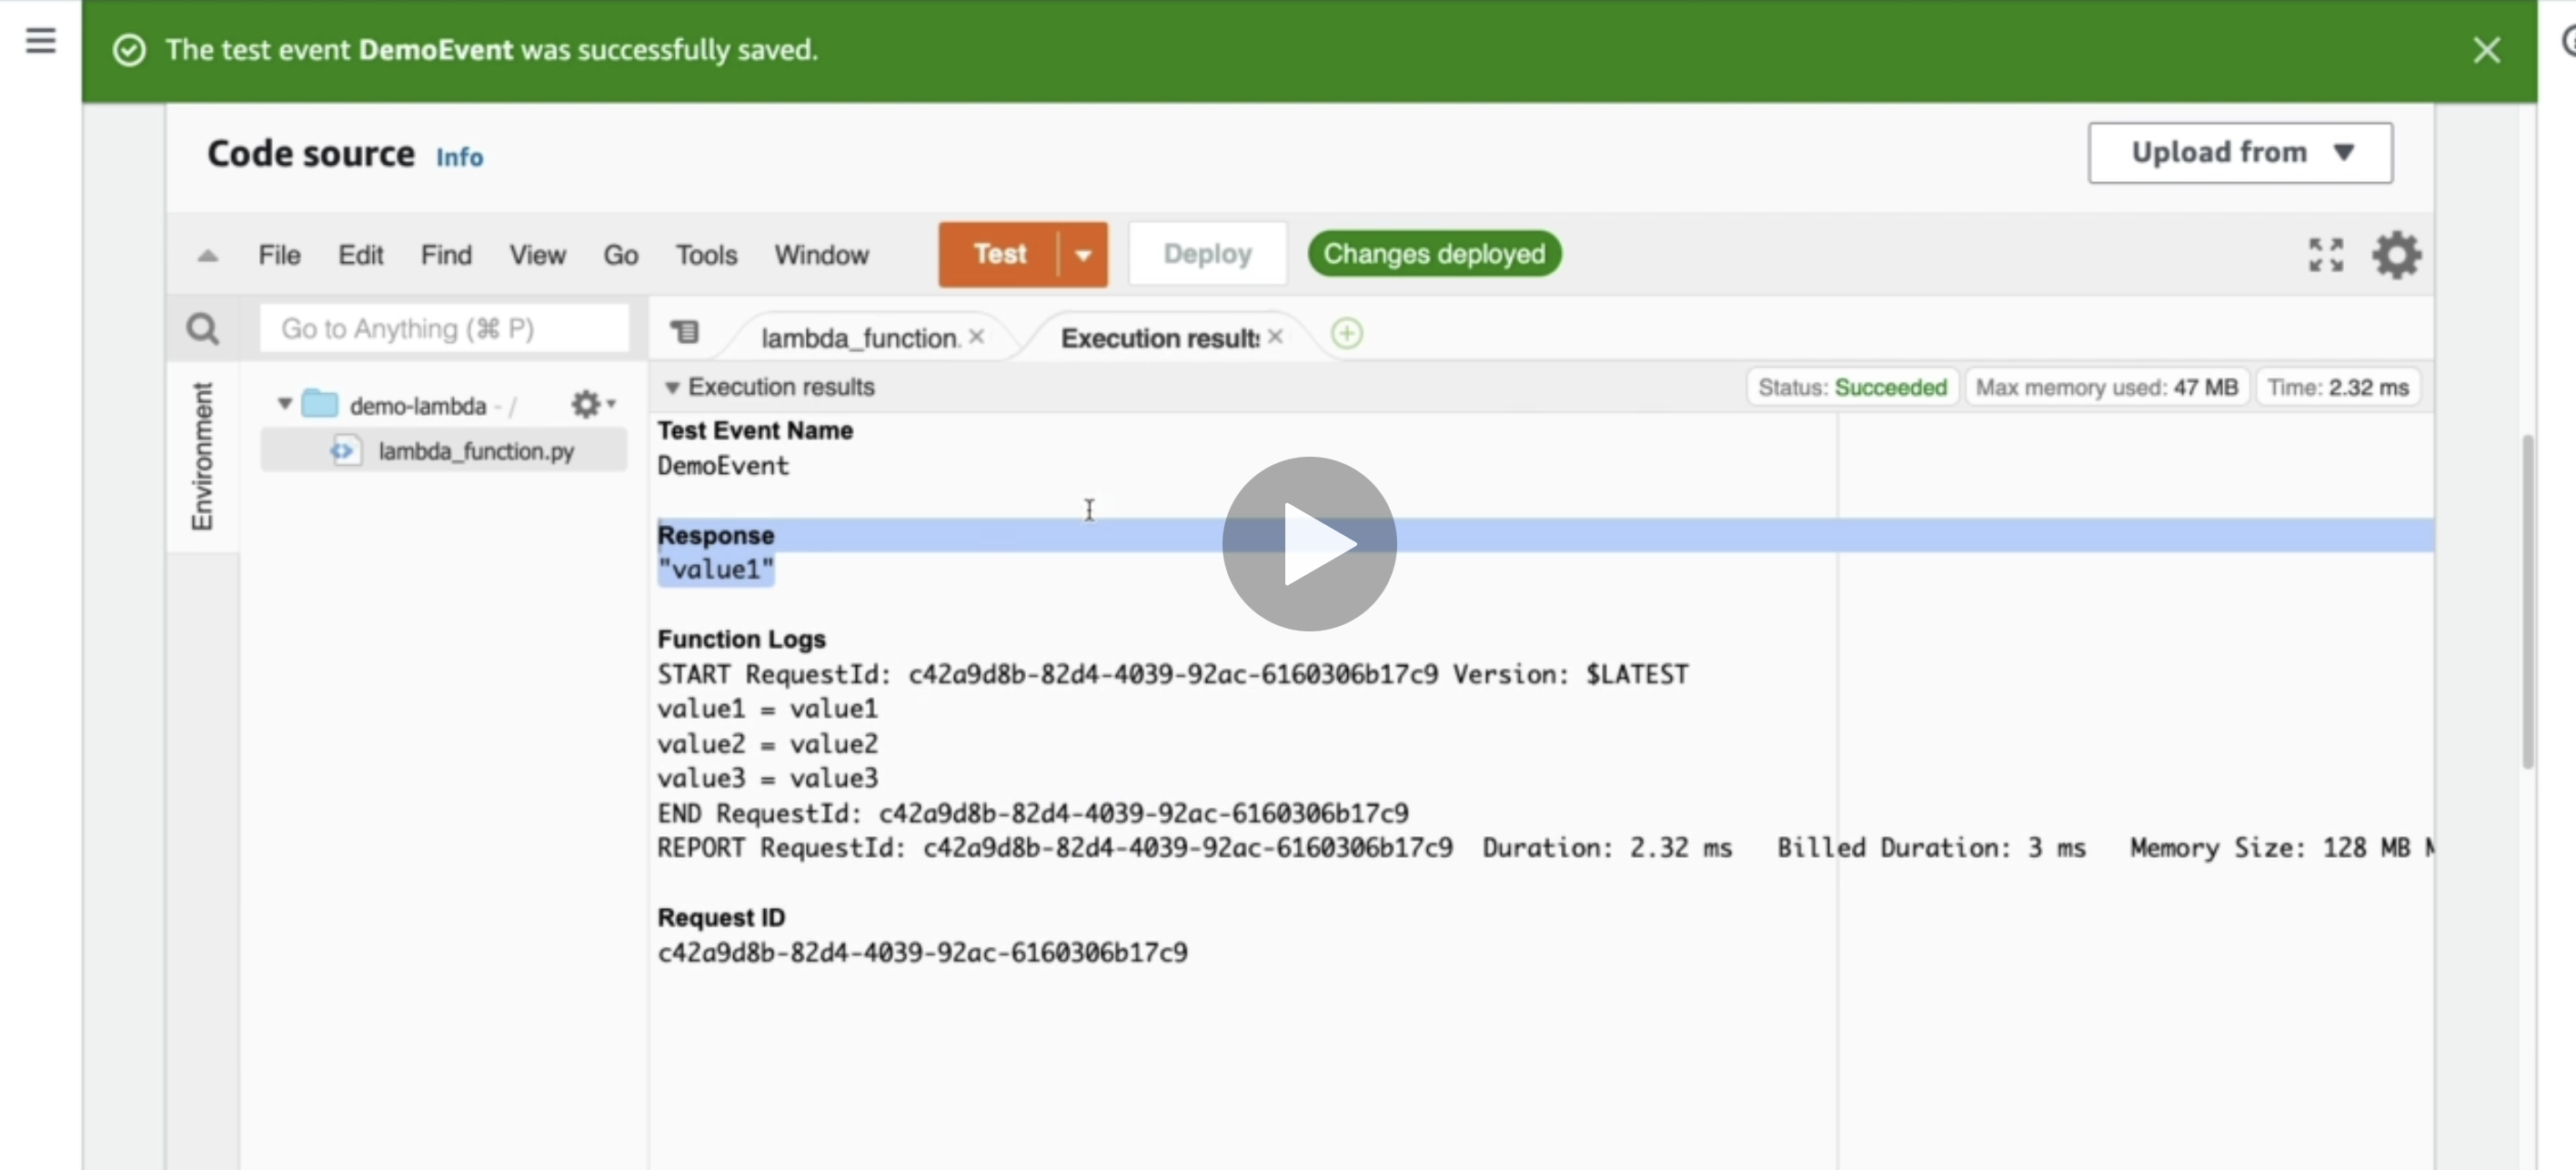 The test event DemoEvent was successfully saved.
Code source Info
Upload from
File Edit Find View Go Tools Window
Test
Deploy
Changes deployed
Go to Anything (⌘ P)
lambda_function.
Execution result
Environment
demo-lambda - /
lambda_function.py
Execution results
Status: Succeeded
Max memory used: 47 MB
Time: 2.32 ms
Test Event Name
DemoEvent
Response
"value1"
Function Logs
START RequestId: c42a9d8b-82d4-4039-92ac-6160306b17c9 Version: $LATEST
value1 = value1
value2 = value2
value3 = value3
END RequestId: c42a9d8b-82d4-4039-92ac-6160306b17c9
REPORT RequestId: c42a9d8b-82d4-4039-92ac-6160306b17c9 Duration: 2.32 ms Billed Duration: 3 ms Memory Size: 128 MB
Request ID
c42a9d8b-82d4-4039-92ac-6160306b17c9